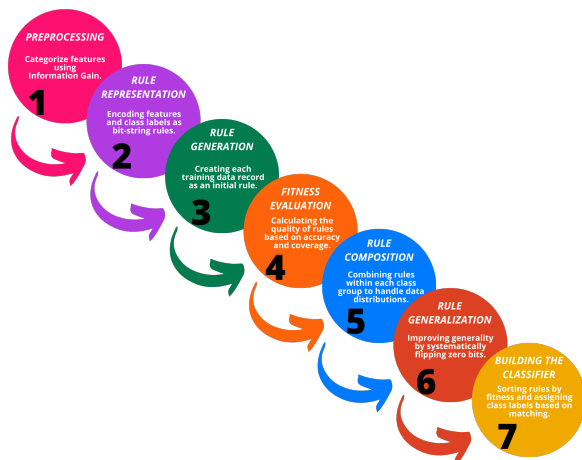 PREPROCESSING
Categorize features
using
Information Gain.
1
RULE
REPRESENTATION
Encoding features
and class labels as
bit-string rules.
2
RULE
GENERATION
Creating each
training data record
as an initial rule.
3
FITNESS
EVALUATION
Calculating the
quality of rules
based on accuracy
and coverage.
4
RULE
COMPOSITION
Combining rules
within each class
group to handle data
distributions.
5
RULE
GENERALIZATION
Improving generality
by systematically
flipping zero bits.
6
BUILDING THE
CLASSIFIER
Sorting rules by
fitness and assigning
class labels based on
matching.
7